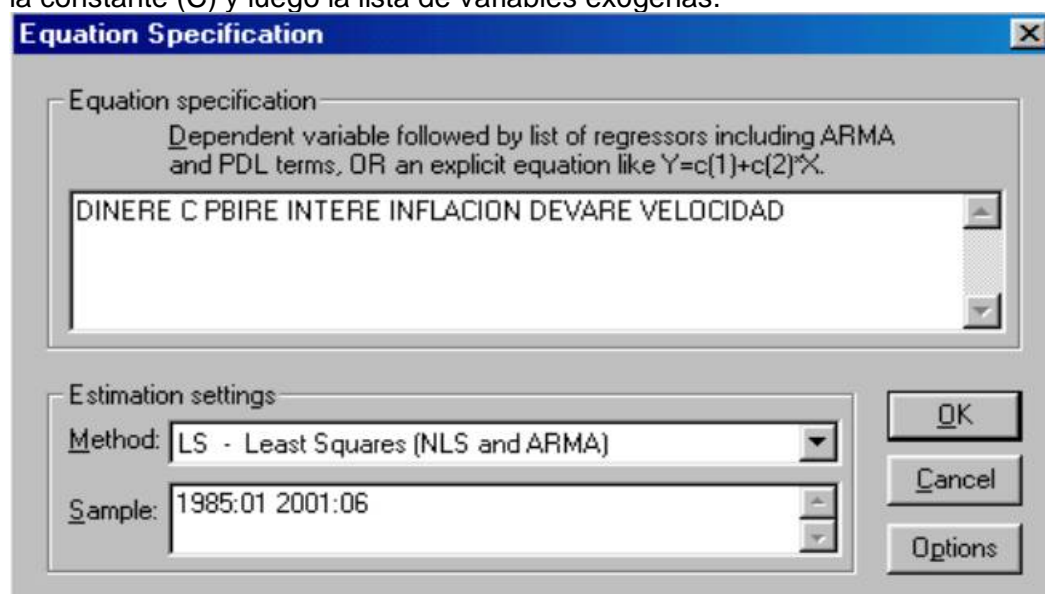 la constante (C) y luego la lista de variables exógenas.
Equation Specification
Equation specification
Dependent variable followed by list of regressors including ARMA
and PDL terms, OR an explicit equation like Y=c(1)+c(2)*X.
DINERE C PBIRE INTERE INFLACION DEVARE VELOCIDAD
Estimation settings
Method: LS - Least Squares (NLS and ARMA)
Sample: 1985:01 2001:06
OK
Cancel
Options